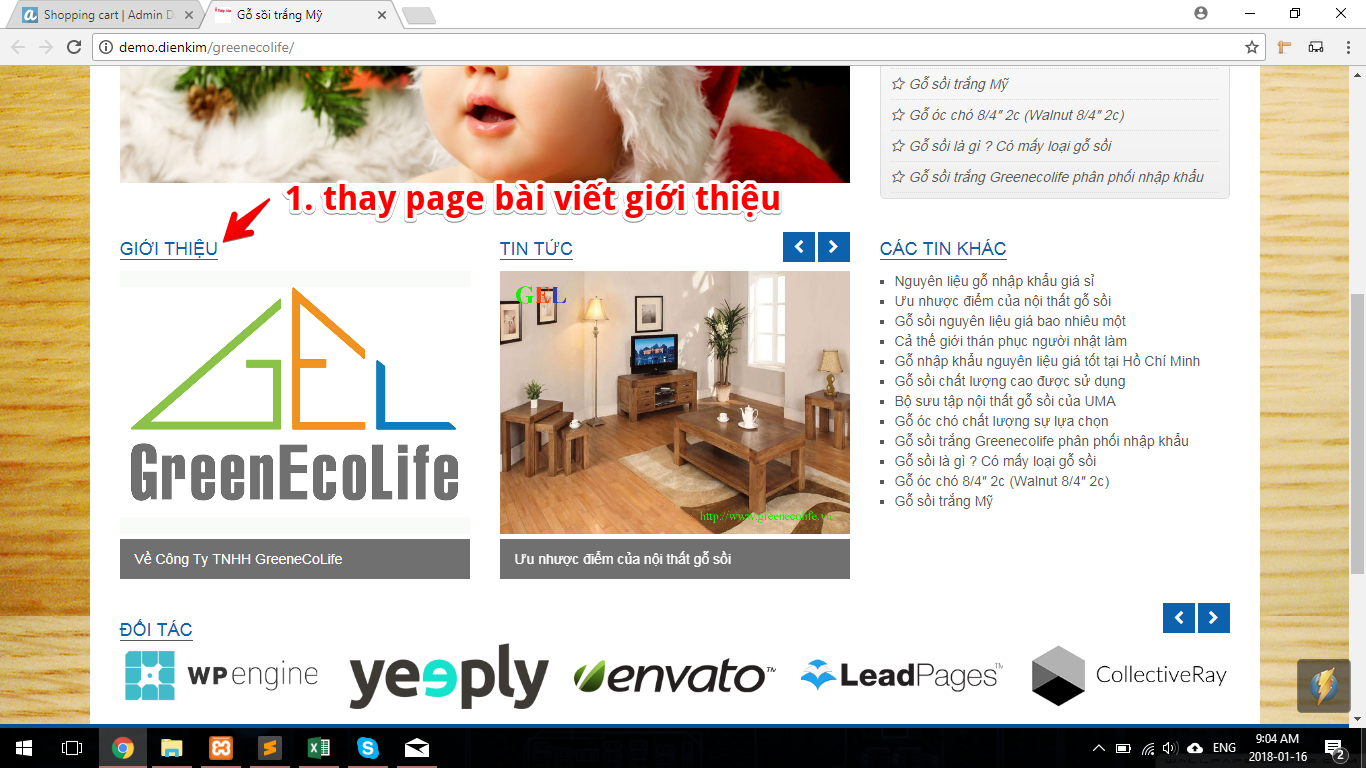 Shopping cart | Admin D
Gỗ sồi trắng Mỹ
demo.dienkim/greenecolife/
Gỗ sồi trắng Mỹ
Gỗ óc chó 8/4″ 2c (Walnut 8/4″ 2c)
Gỗ sồi là gì ? Có mấy loại gỗ sồi
Gỗ sồi trắng Greenecolife phân phối nhập khẩu
1. thay page bài viết giới thiệu
GIỚI THIỆU
TIN TỨC
CÁC TIN KHÁC
GEL
GreenEcoLife
Về Công Ty TNHH GreeneCoLife
GEL
http://www.greenecolife.vn
Ưu nhược điểm của nội thất gỗ sồi
Nguyên liệu gỗ nhập khẩu giá sỉ
Ưu nhược điểm của nội thất gỗ sồi
Gỗ sồi nguyên liệu giá bao nhiêu một
Cả thế giới thán phục người nhật làm
Gỗ nhập khẩu nguyên liệu giá tốt tại Hồ Chí Minh
Gỗ sồi chất lượng cao được sử dụng
Bộ sưu tập nội thất gỗ sồi của UMA
Gỗ óc chó chất lượng sự lựa chọn
Gỗ sồi trắng Greenecolife phân phối nhập khẩu
Gỗ sồi là gì ? Có mấy loại gỗ sồi
Gỗ óc chó 8/4″ 2c (Walnut 8/4″ 2c)
Gỗ sồi trắng Mỹ
ĐỐI TÁC
WP engine
yeeply
envato™
LeadPages™
CollectiveRay
ENG
9:04 AM
2018-01-16
2